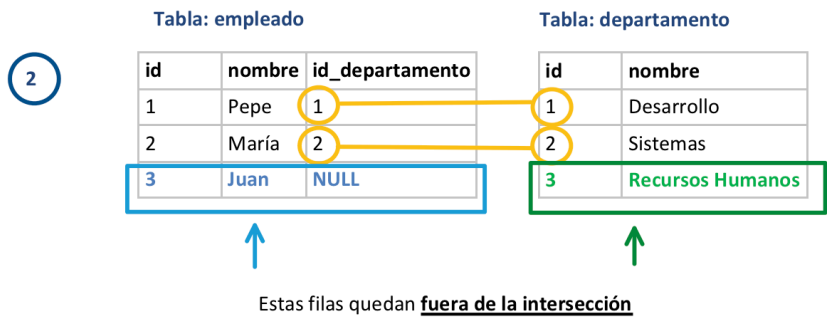 Tabla: empleado Tabla: departamento
2
id nombre id_departamento id nombre
1 Pepe 1 1 Desarrollo
2 María 2 2 Sistemas
3 Juan NULL 3 Recursos Humanos
Estas filas quedan fuera de la intersección